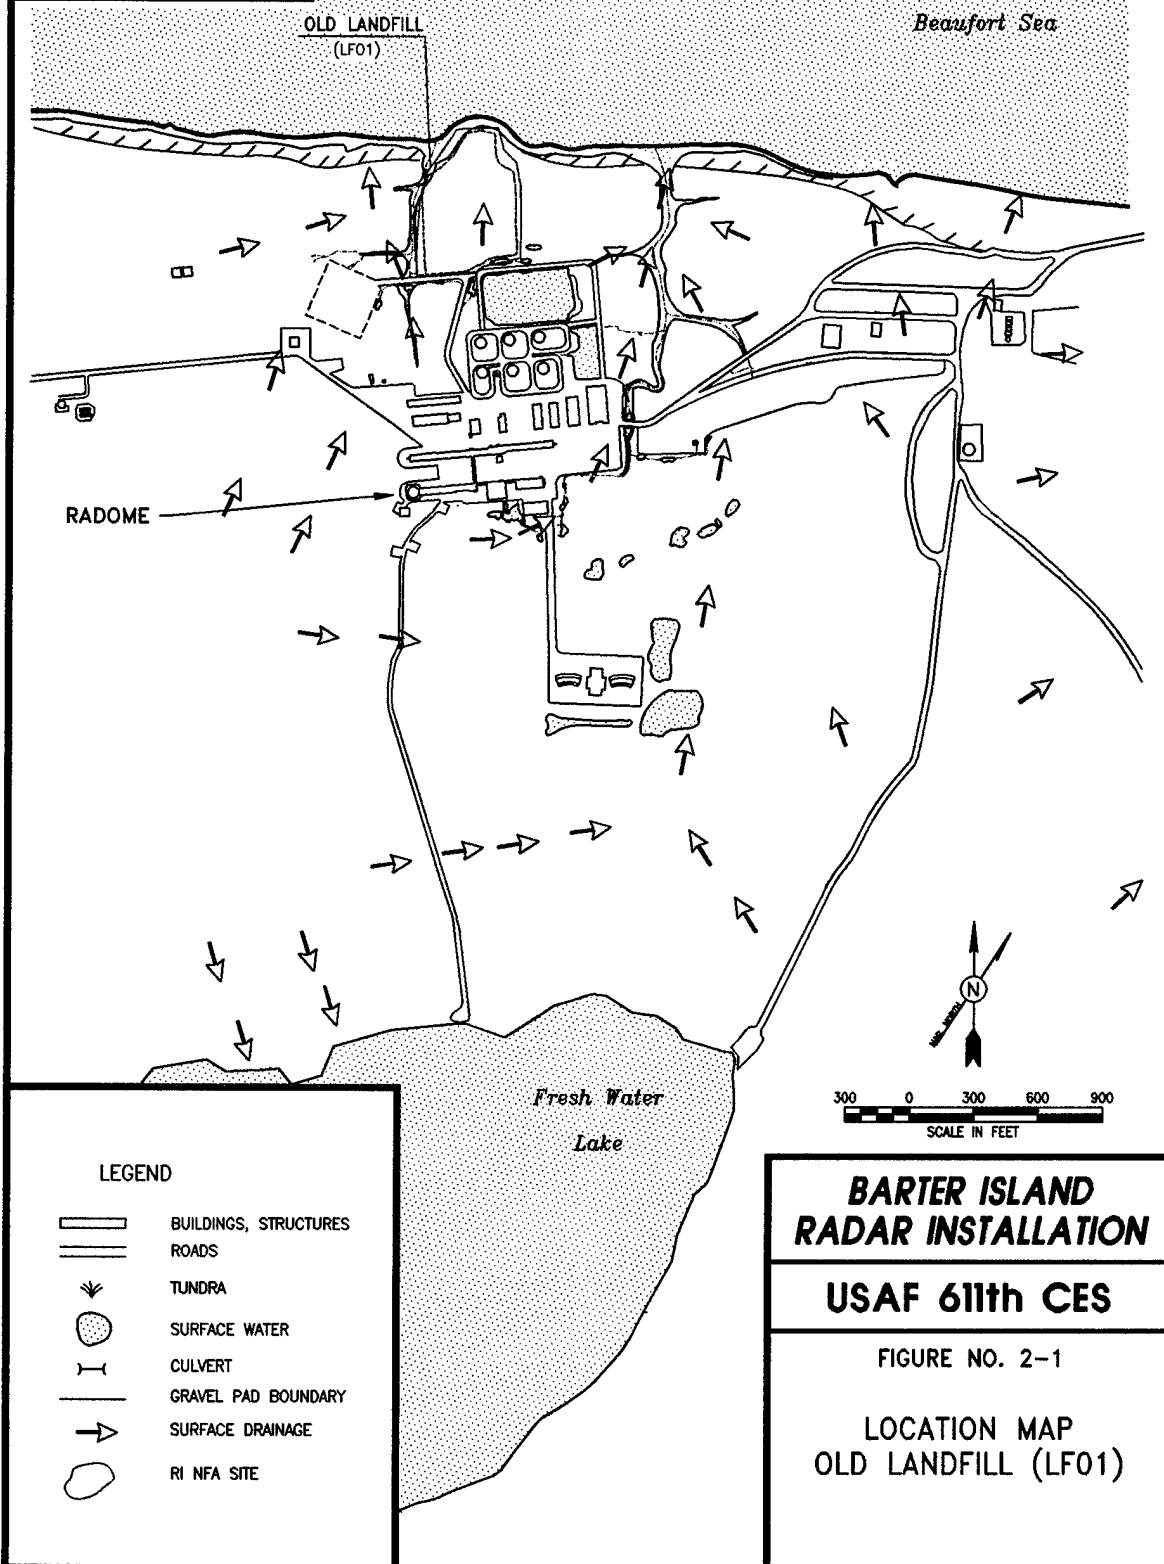 OLD LANDFILL
(LF01)
Beaufort Sea
RADOME
N
MAG. NORTH
300 0 300 600 900
SCALE IN FEET
Fresh Water
Lake
LEGEND
BUILDINGS, STRUCTURES
ROADS
TUNDRA
SURFACE WATER
CULVERT
GRAVEL PAD BOUNDARY
SURFACE DRAINAGE
RI NFA SITE
BARTER ISLAND
RADAR INSTALLATION
USAF 611th CES
FIGURE NO. 2-1
LOCATION MAP
OLD LANDFILL (LF01)